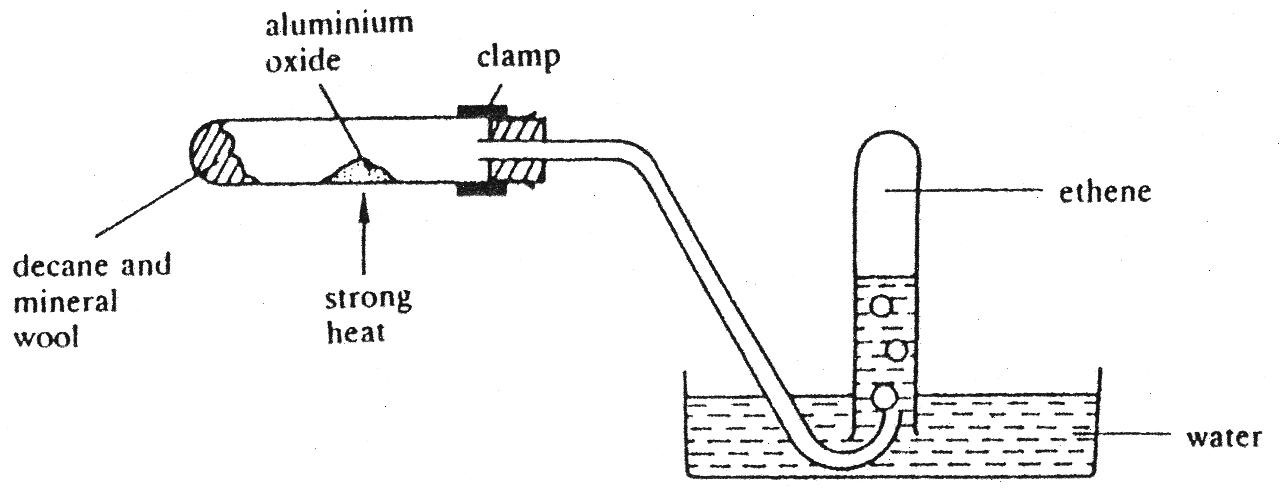 aluminium
oxide
clamp
ethene
decane and
mineral
wool
strong
heat
water